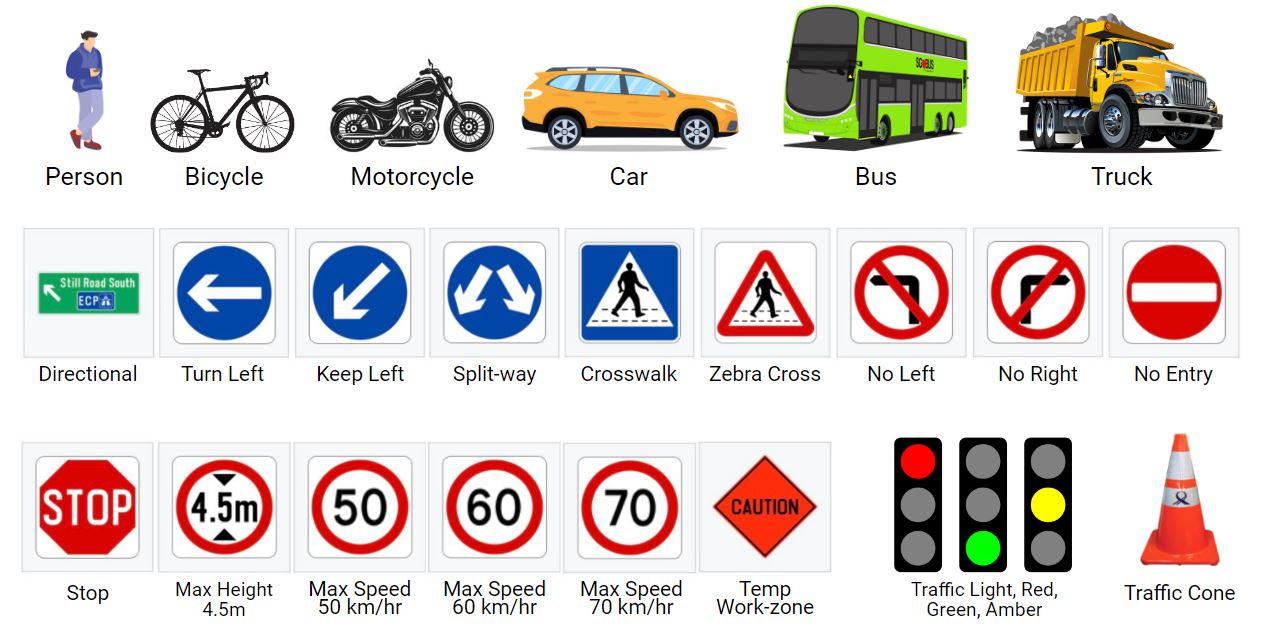 SG BUS
Person
Bicycle
Motorcycle
Car
Bus
Truck
Still Road South
ECP
Directional
Turn Left
Keep Left
Split-way
Crosswalk
Zebra Cross
No Left
No Right
No Entry
STOP
4.5m
50
60
70
CAUTION
Stop
Max Height
4.5m
Max Speed
50 km/hr
Max Speed
60 km/hr
Max Speed
70 km/hr
Temp
Work-zone
Traffic Light, Red,
Green, Amber
Traffic Cone